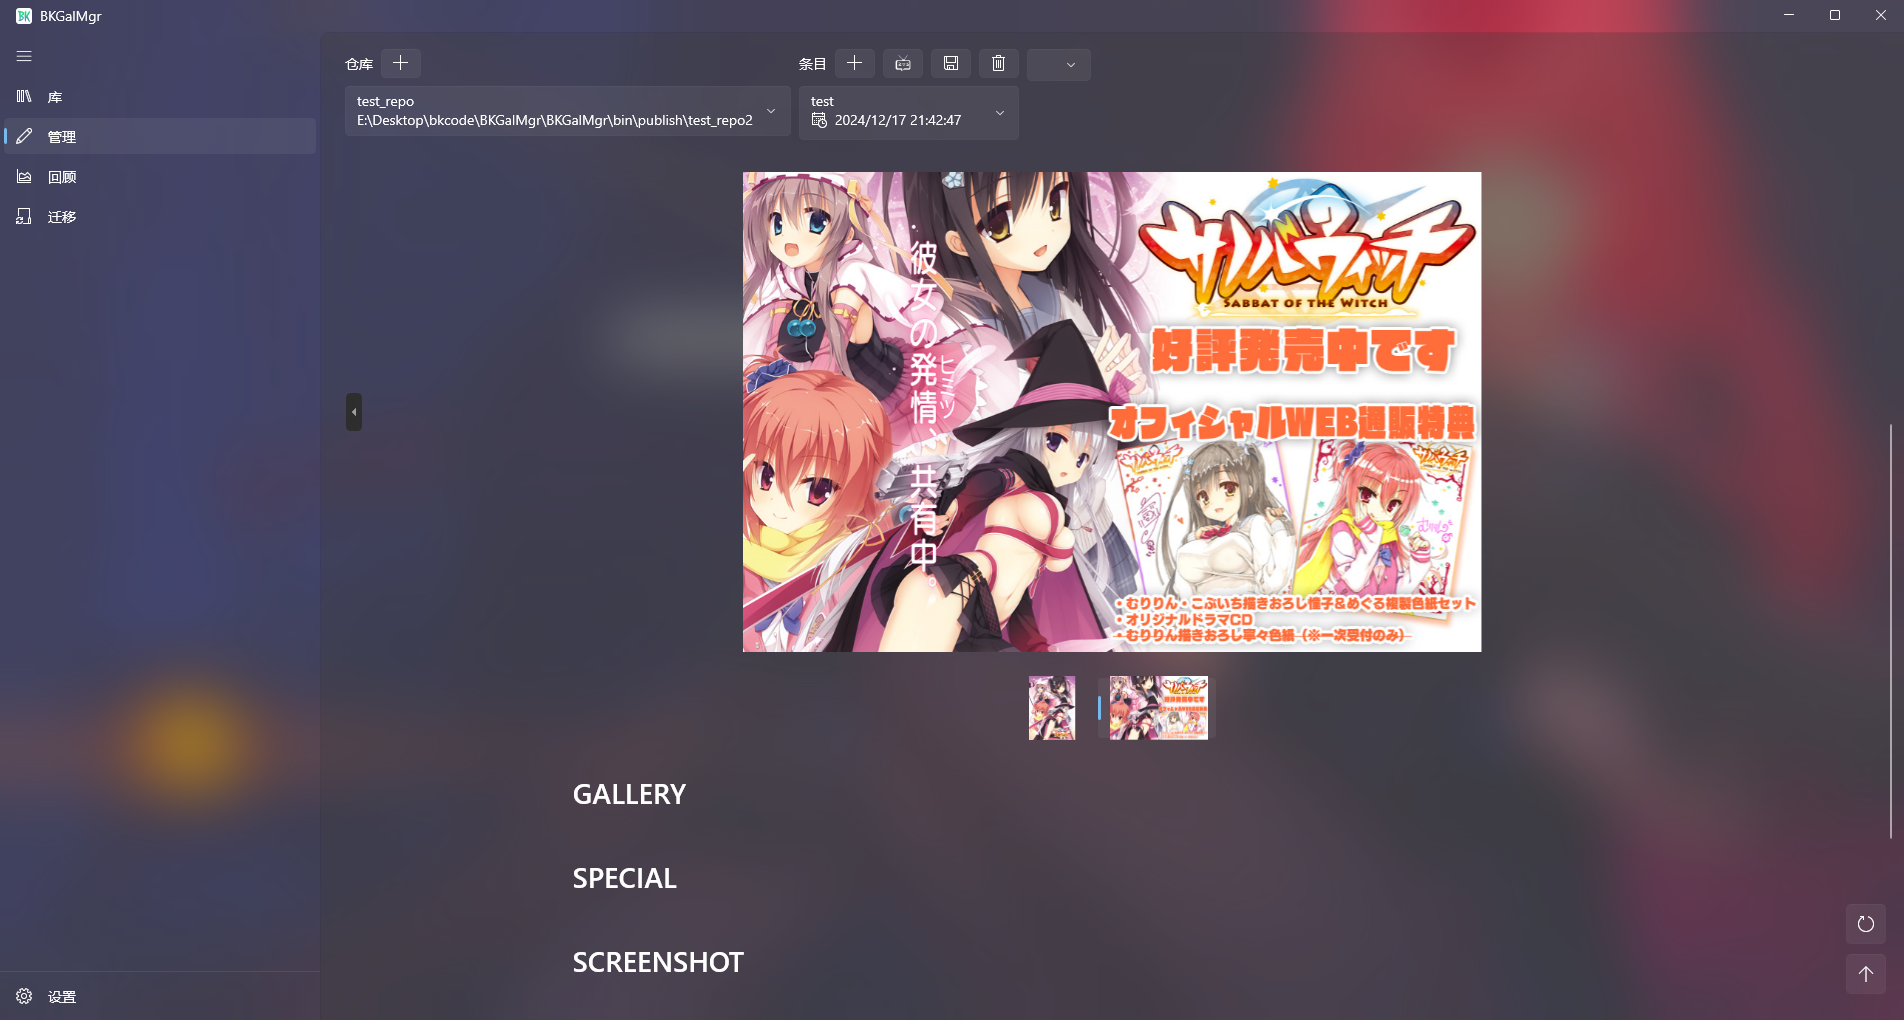 BKGalMgr
库
管理
回顾
迁移
设置
仓库
条目
test_repo
E:\Desktop\bkcode\BKGalMgr\BKGalMgr\bin\publish\test_repo2
test
2024/12/17 21:42:47
彼女の発情、共有中。
ヒミツ
サノバウィッチ
SABBAT OF THE WITCH
好評発売中です
オフィシャルWEB通販特典
・むりりん・こぶいち描きおろし憧子&めぐる複製色紙セット
・オリジナルドラマCD
・むりりん描きおろし寧々色紙（※一次受付のみ）
GALLERY
SPECIAL
SCREENSHOT